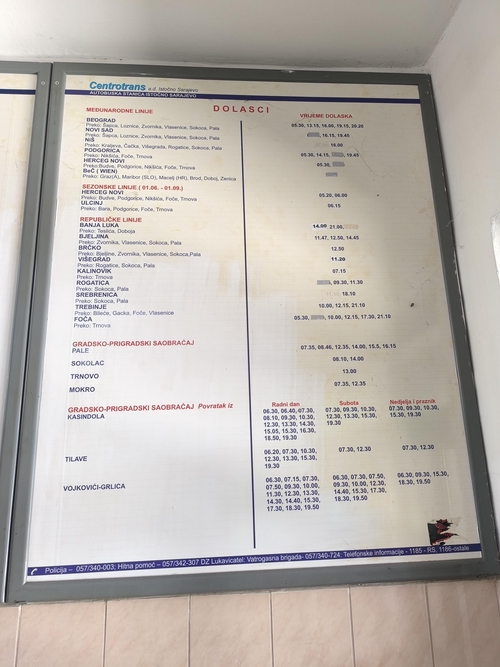 Centrotrans a.d. Istočno Sarajevo
AUTOBUSKA STANICA ISTOČNO SARAJEVO
DOLASCI
MEĐUNARODNE LINIJE VRIJEME DOLASKA
BEOGRAD
Preko: Šapca, Loznice, Zvornika, Vlasenice, Sokoca, Pala 05.30, 13.15, 16.00, 19.15, 20.20
NOVI SAD
Preko: Šapca, Loznice, Zvornika, Vlasenice, Sokoca, Pala 16.15, 19.45
NIŠ
Preko: Kraljeva, Čačka, Višegrada, Rogatice, Sokoca, Pala 16.00
PODGORICA
Preko: Nikšića, Foče, Trnova 05.30, 14.15, 19.45
HERCEG NOVI
Preko:Budve, Podgorice, Nikšića, Foče, Trnova 05.30,
BeČ ( WIEN)
Preko: Graz(A), Maribor (SLO), Macelj (HR), Brod, Doboj, Zenica
SEZONSKE LINIJE ( 01.06. - 01.09.)
HERCEG NOVI 05.20, 06.00
Preko: Budve, Podgorice, Nikšića, Foče, Trnova
ULCINJ 06.15
Preko: Bara, Podgorice, Foče, Trnova
REPUBLIČKE LINIJE
BANJA LUKA 14.00 21.00,
Preko: Teslića, Doboja
BJELJINA 11.47, 12.50, 14.45
Preko: Zvornika, Vlasenice, Sokoca, Pala
BRČKO 12.50
Preko: Bjeljine, Zvornika, Vlasenice, Sokoca,Pala
VIŠEGRAD 11.20
Preko: Rogatice, Sokoca, Pala
KALINOVIK 07.15
Preko: Trnova
ROGATICA , 09.30, 11.30
Preko: Sokoca, Pala
SREBRENICA 18.10
Preko: Sokoca, Pala
TREBINJE 10.00, 12.15, 21.10
Preko: Bileće, Gacka, Foče, Vlasenice
FOČA 05.30, , 10.00, 12.15, 17.30, 21.10
Preko: Trnova
GRADSKO-PRIGRADSKI SAOBRAĆAJ
PALE 07.35, 08.46, 12.35, 14.00, 15.5, 16.15
SOKOLAC 08.10, 14.00
TRNOVO 13.00
MOKRO 07.35, 12.35
GRADSKO-PRIGRADSKI SAOBRAĆAJ Povratak iz Radni dan Subota Nedjelja i praznik
KASINDOLA 06.30, 06.40, 07.30, 07.30, 09.30, 10.30, 07.30, 09.30, 10.30,
08.10, 09.30, 10.30, 12.30, 13.30, 15.30, 15.30, 19.30
12.30, 13.30, 14.30, 19.30
15.05, 15.30, 16.30,
18.50, 19.30
TILAVE 06.20, 07.30, 10.30, 07.30, 12.30 07.30, 12.30
12.30, 13.30, 15.30,
19.30
VOJKOVIĆI-GRLICA 06.30, 07.15, 07.30, 06.30, 07.30, 07.50, 06.30, 09.30, 15.30,
07.50, 09.30, 10.00, 09.30, 10.00, 12.30, 18.30, 19.50
11.30, 12.30, 13.30, 14.40, 15.30, 17.30,
14.30, 14.40, 15.30, 18.30, 19.50
17.30, 18.30, 19.50
Policija – 057/340-003; Hitna pomoć – 057/342-307 DZ Lukavicatel: Vatrogasna brigada- 057/340-724: Telefonske informacije - 1185 - RS, 1186-ostale